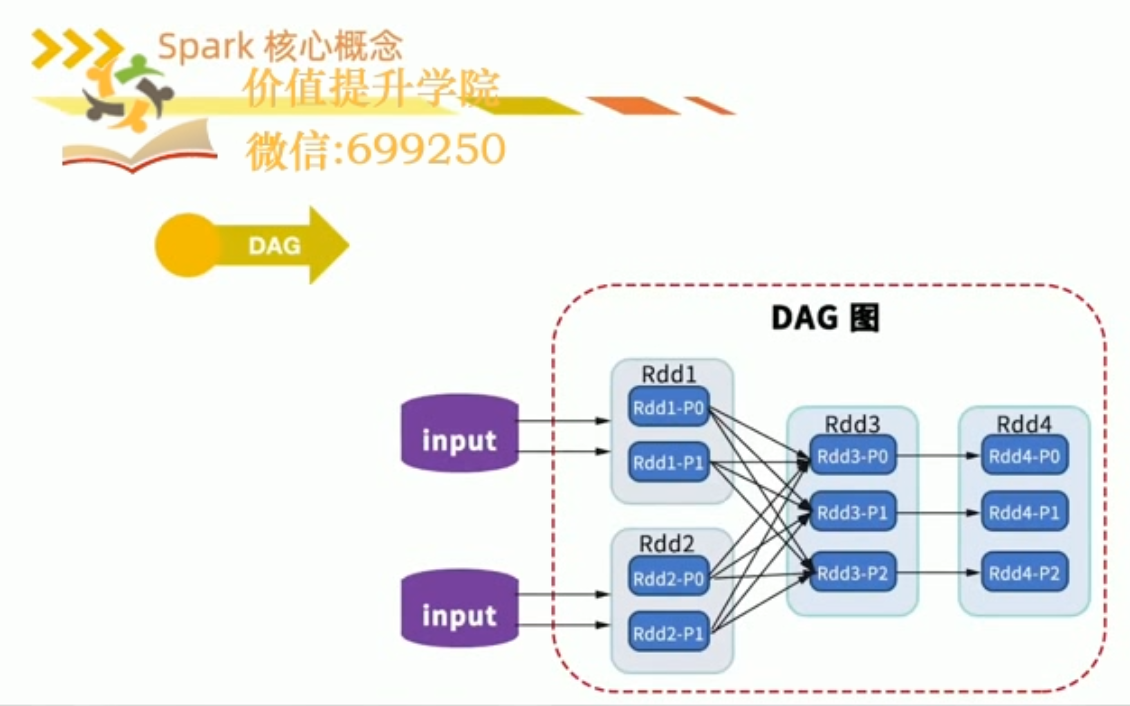 Spark 核心概念
价值提升学院
微信:699250
DAG
DAG 图
input
input
Rdd1
Rdd1-P0
Rdd1-P1
Rdd2
Rdd2-P0
Rdd2-P1
Rdd3
Rdd3-P0
Rdd3-P1
Rdd3-P2
Rdd4
Rdd4-P0
Rdd4-P1
Rdd4-P2